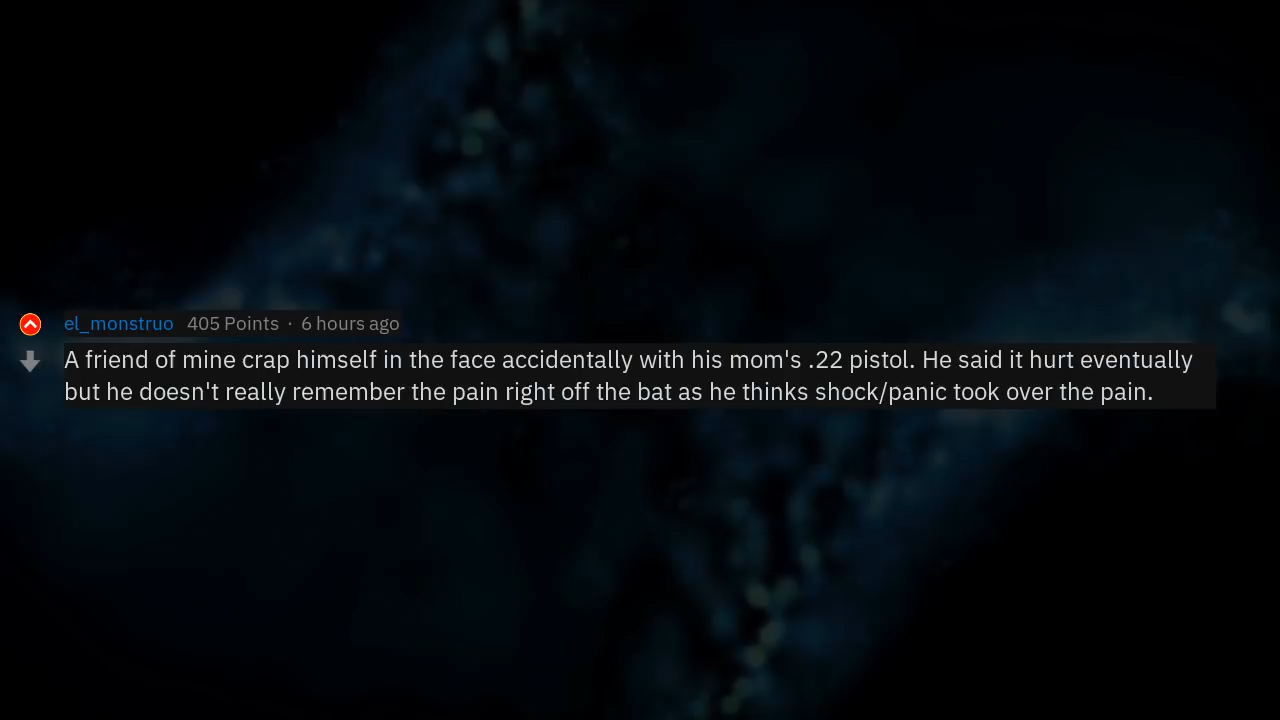 el_monstruo 405 Points · 6 hours ago
A friend of mine crap himself in the face accidentally with his mom's .22 pistol. He said it hurt eventually
but he doesn't really remember the pain right off the bat as he thinks shock/panic took over the pain.